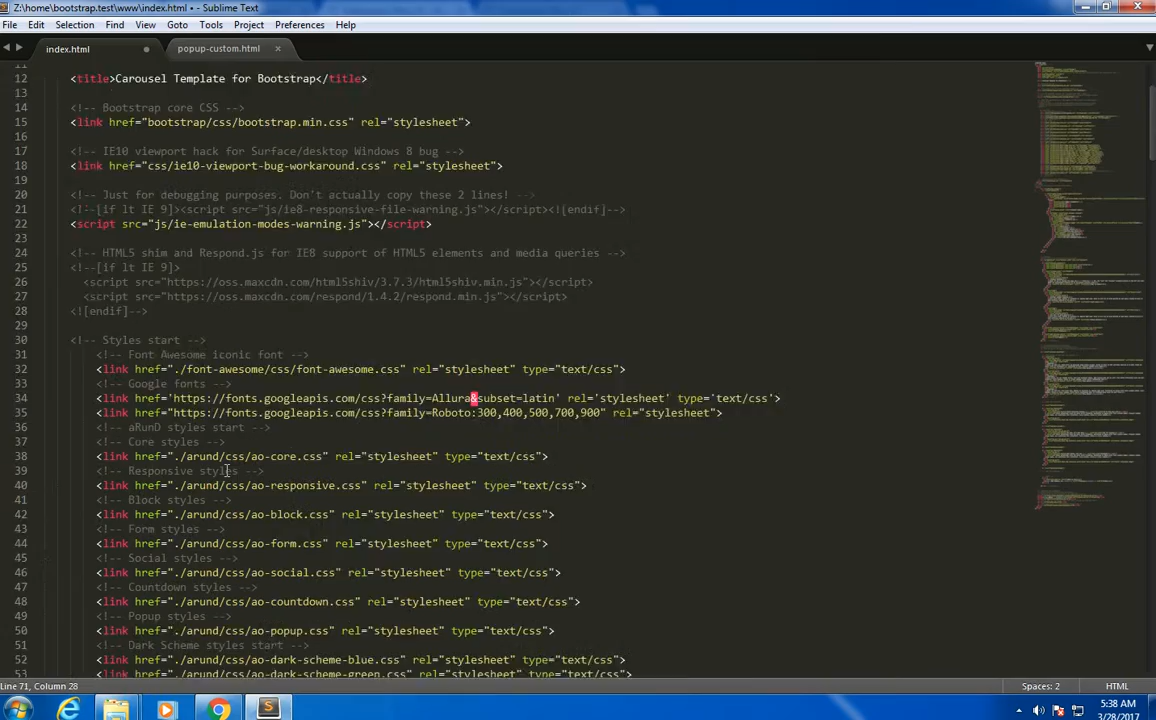 h:\bootstrap.test\www\index.html • - Sublime Text
File Edit Selection Find View Goto Tools Project Preferences Help
index.html popup-custom.html
11
12 <title>Carousel Template for Bootstrap</title>
13
14 <!-- Bootstrap core CSS -->
15 <link href="bootstrap/css/bootstrap.min.css" rel="stylesheet">
16
17 <!-- IE10 viewport hack for Surface/desktop Windows 8 bug -->
18 <link href="css/ie10-viewport-bug-workaround.css" rel="stylesheet">
19
20 <!-- Just for debugging purposes. Don't actually copy these 2 lines! -->
21 <!--[if lt IE 9]><script src="js/ie8-responsive-file-warning.js"></script><![endif]-->
22 <script src="js/ie-emulation-modes-warning.js"></script>
23
24 <!-- HTML5 shim and Respond.js for IE8 support of HTML5 elements and media queries -->
25 <!--[if lt IE 9]>
26 <script src="https://oss.maxcdn.com/html5shiv/3.7.3/html5shiv.min.js"></script>
27 <script src="https://oss.maxcdn.com/respond/1.4.2/respond.min.js"></script>
28 <![endif]-->
29
30 <!-- Styles start -->
31 <!-- Font Awesome iconic font -->
32 <link href="./font-awesome/css/font-awesome.css" rel="stylesheet" type="text/css">
33 <!-- Google fonts -->
34 <link href='https://fonts.googleapis.com/css?family=Allura&subset=latin' rel='stylesheet' type='text/css'>
35 <link href="https://fonts.googleapis.com/css?family=Roboto:300,400,500,700,900" rel="stylesheet">
36 <!-- aRunD styles start -->
37 <!-- Core styles -->
38 <link href="./arund/css/ao-core.css" rel="stylesheet" type="text/css">
39 <!-- Responsive styles -->
40 <link href="./arund/css/ao-responsive.css" rel="stylesheet" type="text/css">
41 <!-- Block styles -->
42 <link href="./arund/css/ao-block.css" rel="stylesheet" type="text/css">
43 <!-- Form styles -->
44 <link href="./arund/css/ao-form.css" rel="stylesheet" type="text/css">
45 <!-- Social styles -->
46 <link href="./arund/css/ao-social.css" rel="stylesheet" type="text/css">
47 <!-- Countdown styles -->
48 <link href="./arund/css/ao-countdown.css" rel="stylesheet" type="text/css">
49 <!-- Popup styles -->
50 <link href="./arund/css/ao-popup.css" rel="stylesheet" type="text/css">
51 <!-- Dark Scheme styles start -->
52 <link href="./arund/css/ao-dark-scheme-blue.css" rel="stylesheet" type="text/css">
53 <link href="./arund/css/ao-dark-scheme-green.css" rel="stylesheet" type="text/css">
Line 71, Column 28 Spaces: 2 HTML
5:38 AM
3/28/2017